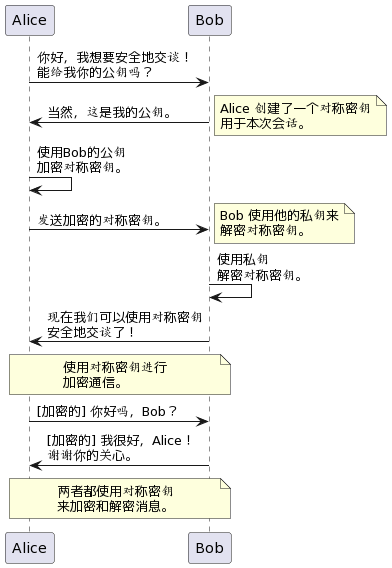 Alice
Bob
你好，我想要安全地交谈！
能给我你的公钥吗？
当然，这是我的公钥。
Alice 创建了一个对称密钥
用于本次会话。
使用Bob的公钥
加密对称密钥。
发送加密的对称密钥。
Bob 使用他的私钥来
解密对称密钥。
使用私钥
解密对称密钥。
现在我们可以使用对称密钥
安全地交谈了！
使用对称密钥进行
加密通信。
[加密的] 你好吗，Bob？
[加密的] 我很好，Alice！
谢谢你的关心。
两者都使用对称密钥
来加密和解密消息。
Alice
Bob